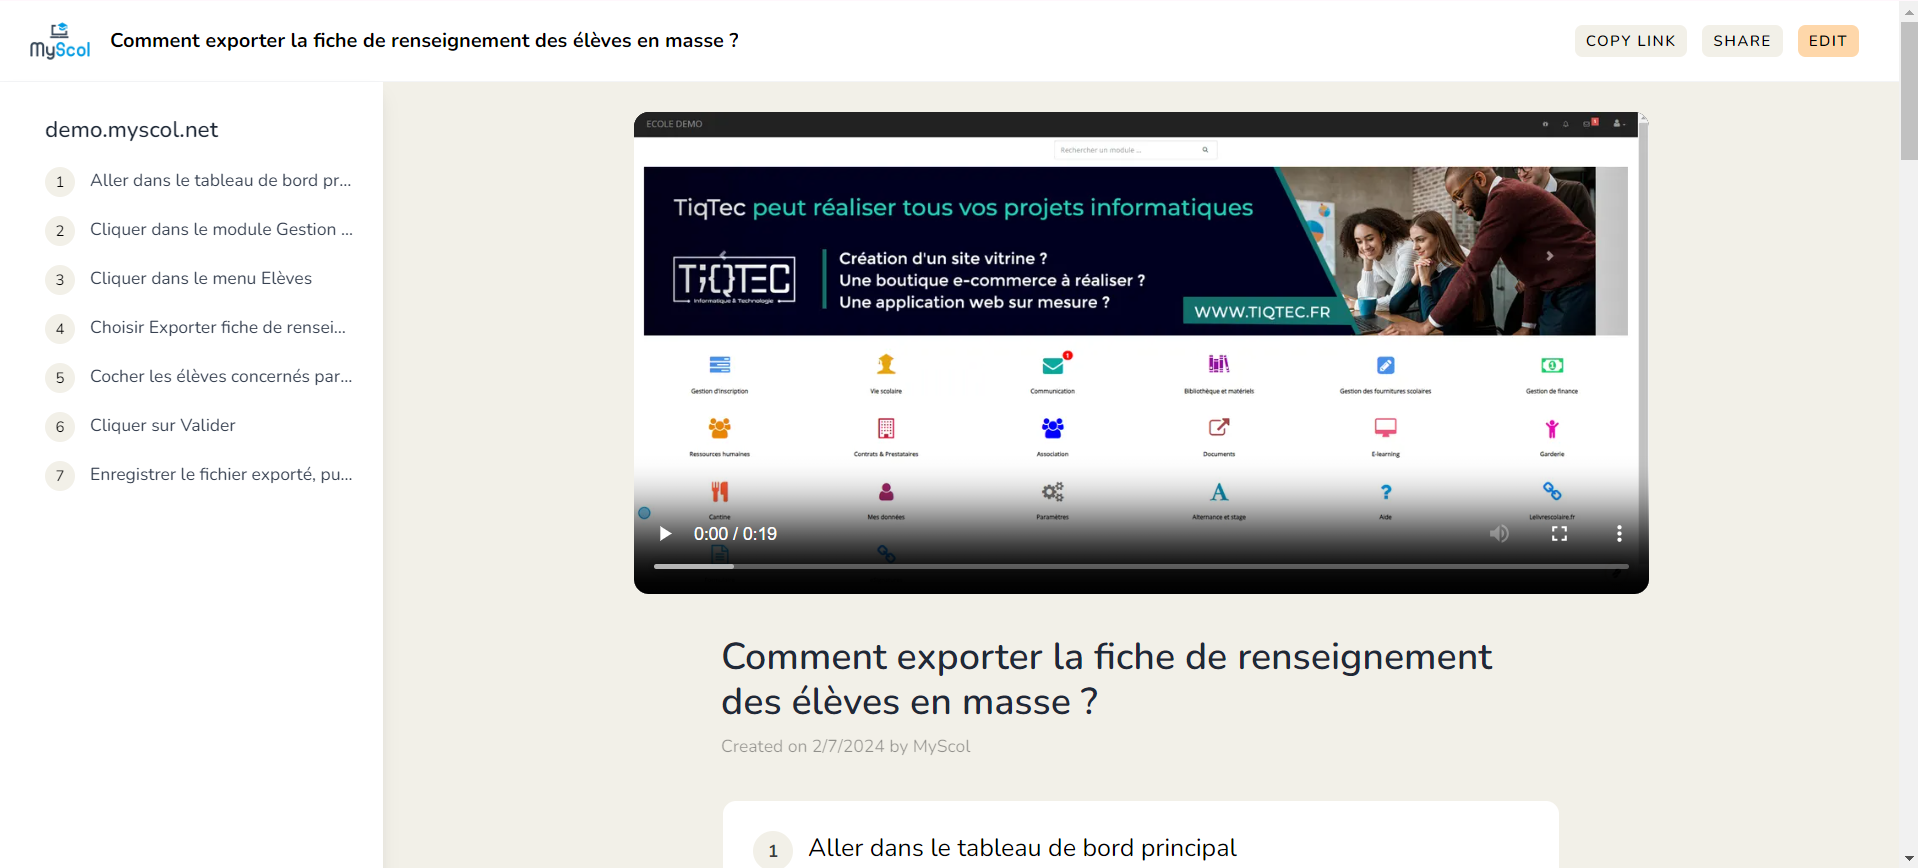 MyScol
Comment exporter la fiche de renseignement des élèves en masse ?
COPY LINK
SHARE
EDIT
demo.myscol.net
1 Aller dans le tableau de bord pr...
2 Cliquer dans le module Gestion ...
3 Cliquer dans le menu Elèves
4 Choisir Exporter fiche de rensei...
5 Cocher les élèves concernés par...
6 Cliquer sur Valider
7 Enregistrer le fichier exporté, pu...
ECOLE DEMO
Rechercher un module ...
TiqTec peut réaliser tous vos projets informatiques
TIQTEC
Informatique & Technologie
Création d'un site vitrine ?
Une boutique e-commerce à réaliser ?
Une application web sur mesure ?
WWW.TIQTEC.FR
Gestion d'inscription
Vie scolaire
1
Communication
Bibliothèque et matériels
Gestion des fournitures scolaires
Gestion de finance
Ressources humaines
Contrats & Prestataires
Association
Documents
E-learning
Garderie
Cantine
Mes données
Paramètres
Alternance et stage
Aide
Lelivrescolaire.fr
0:00 / 0:19
Comment exporter la fiche de renseignement
des élèves en masse ?
Created on 2/7/2024 by MyScol
1 Aller dans le tableau de bord principal